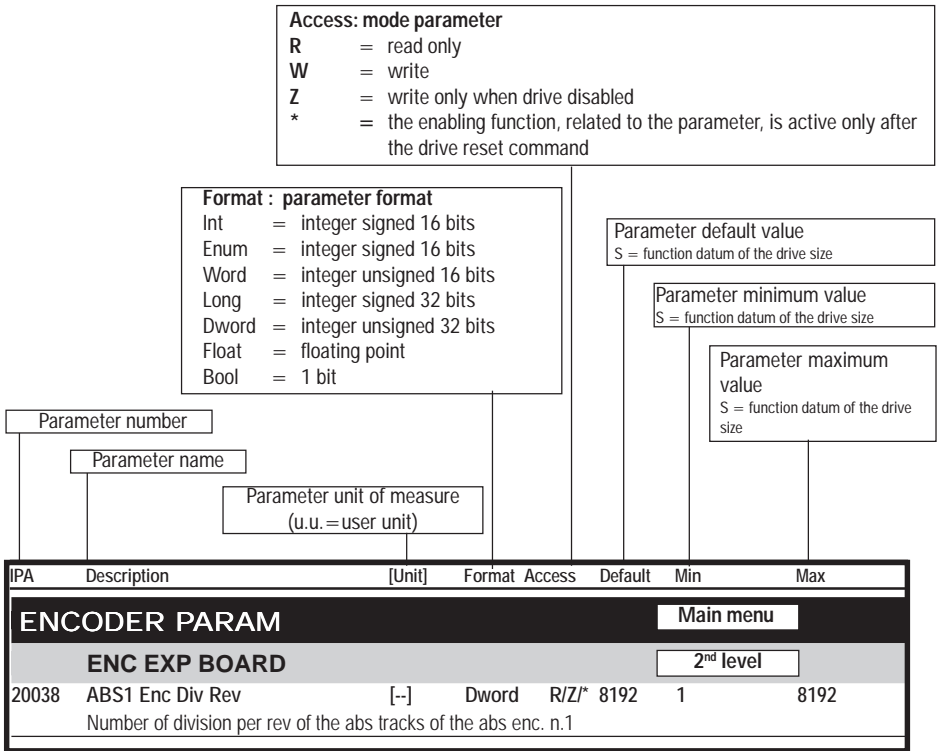 Access: mode parameter
R = read only
W = write
Z = write only when drive disabled
* = the enabling function, related to the parameter, is active only after
the drive reset command
Format : parameter format
Int = integer signed 16 bits
Enum = integer signed 16 bits
Word = integer unsigned 16 bits
Long = integer signed 32 bits
Dword = integer unsigned 32 bits
Float = floating point
Bool = 1 bit
Parameter default value
S = function datum of the drive size
Parameter minimum value
S = function datum of the drive size
Parameter maximum
value
S = function datum of the drive
size
Parameter number
Parameter name
Parameter unit of measure
(u.u.=user unit)
IPA Description [Unit] Format Access Default Min Max
ENCODER PARAM Main menu
ENC EXP BOARD 2nd level
20038 ABS1 Enc Div Rev [--] Dword R/Z/* 8192 1 8192
Number of division per rev of the abs tracks of the abs enc. n.1